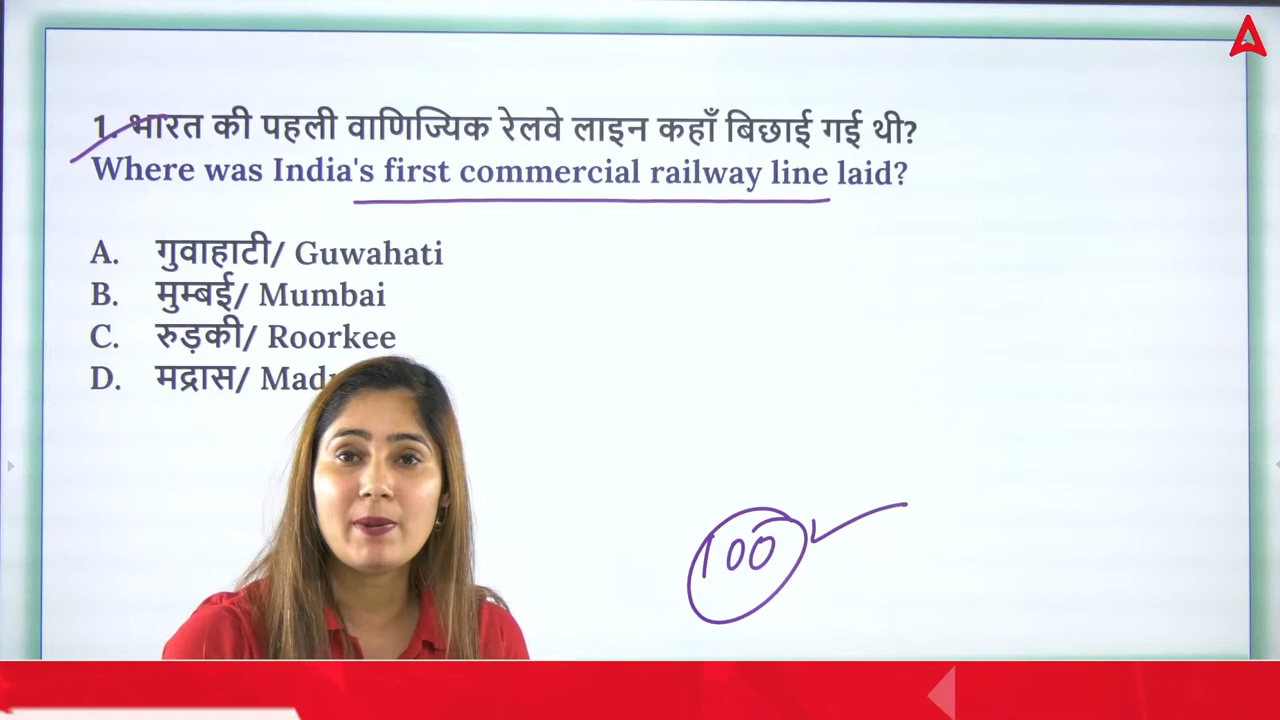 1. भारत की पहली वाणिज्यिक रेलवे लाइन कहाँ बिछाई गई थी?
Where was India's first commercial railway line laid?
A. गुवाहाटी/ Guwahati
B. मुम्बई/ Mumbai
C. रुड़की/ Roorkee
D. मद्रास/
100